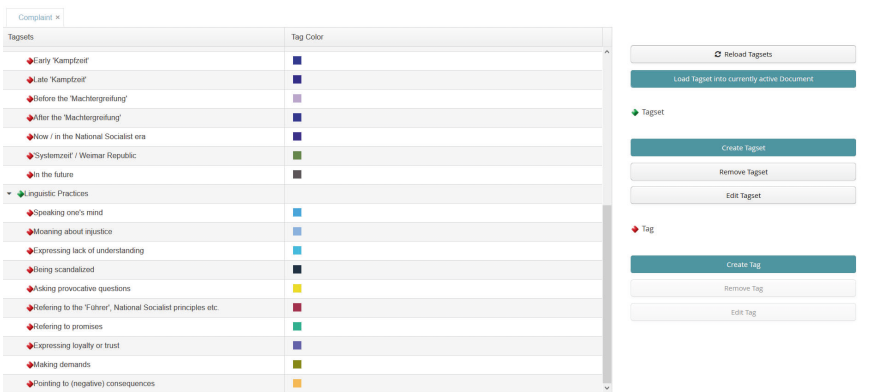 Complaint ×
Tagsets Tag Color
Early 'Kampfzeit'
Late 'Kampfzeit'
Before the 'Machtergreifung'
After the 'Machtergreifung'
Now / in the National Socialist era
'Systemzeit' / Weimar Republic
In the future
Linguistic Practices
Speaking one's mind
Moaning about injustice
Expressing lack of understanding
Being scandalized
Asking provocative questions
Refering to the 'Führer', National Socialist principles etc.
Refering to promises
Expressing loyalty or trust
Making demands
Pointing to (negative) consequences
Reload Tagsets
Load Tagset into currently active Document
Tagset
Create Tagset
Remove Tagset
Edit Tagset
Tag
Create Tag
Remove Tag
Edit Tag